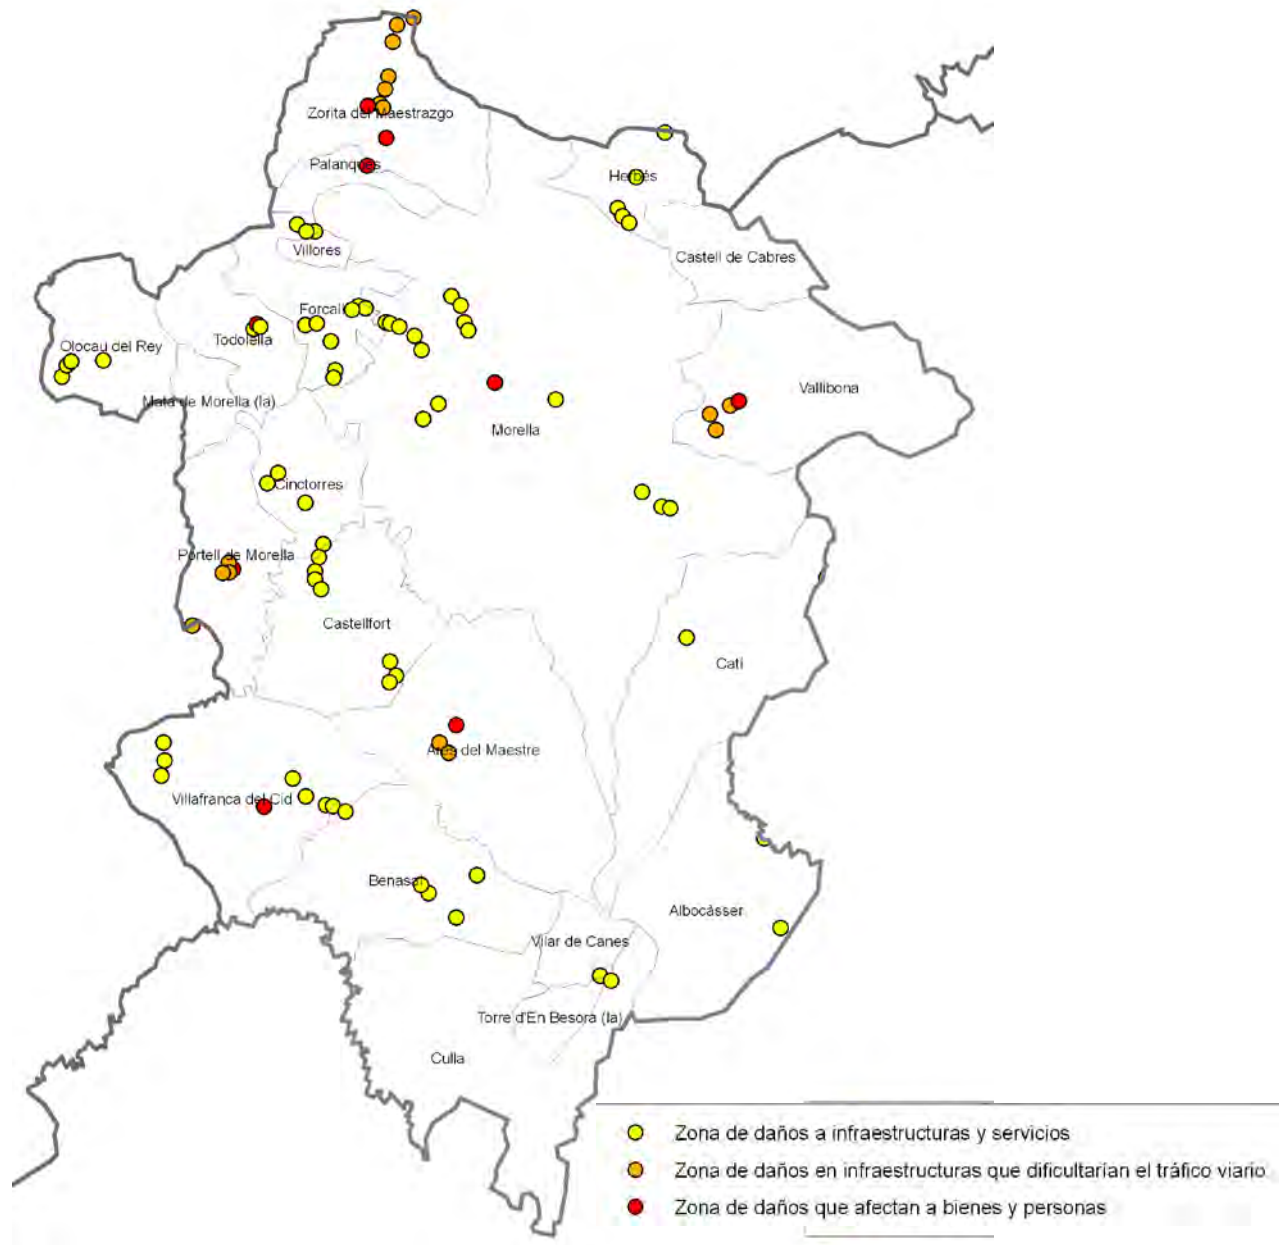 Zorita del Maestrazgo
Palanques
Herbés
Villores
Castell de Cabres
Forcall
Todolella
Olocau del Rey
Vallibona
Mata de Morella (la)
Morella
Cinctorres
Portell de Morella
Castellfort
Catí
Ares del Maestre
Villafranca del Cid
Benasal
Albocásser
Vilar de Canes
Torre d'En Besora (la)
Culla
Zona de daños a infraestructuras y servicios
Zona de daños en infraestructuras que dificultarían el tráfico viario
Zona de daños que afectan a bienes y personas